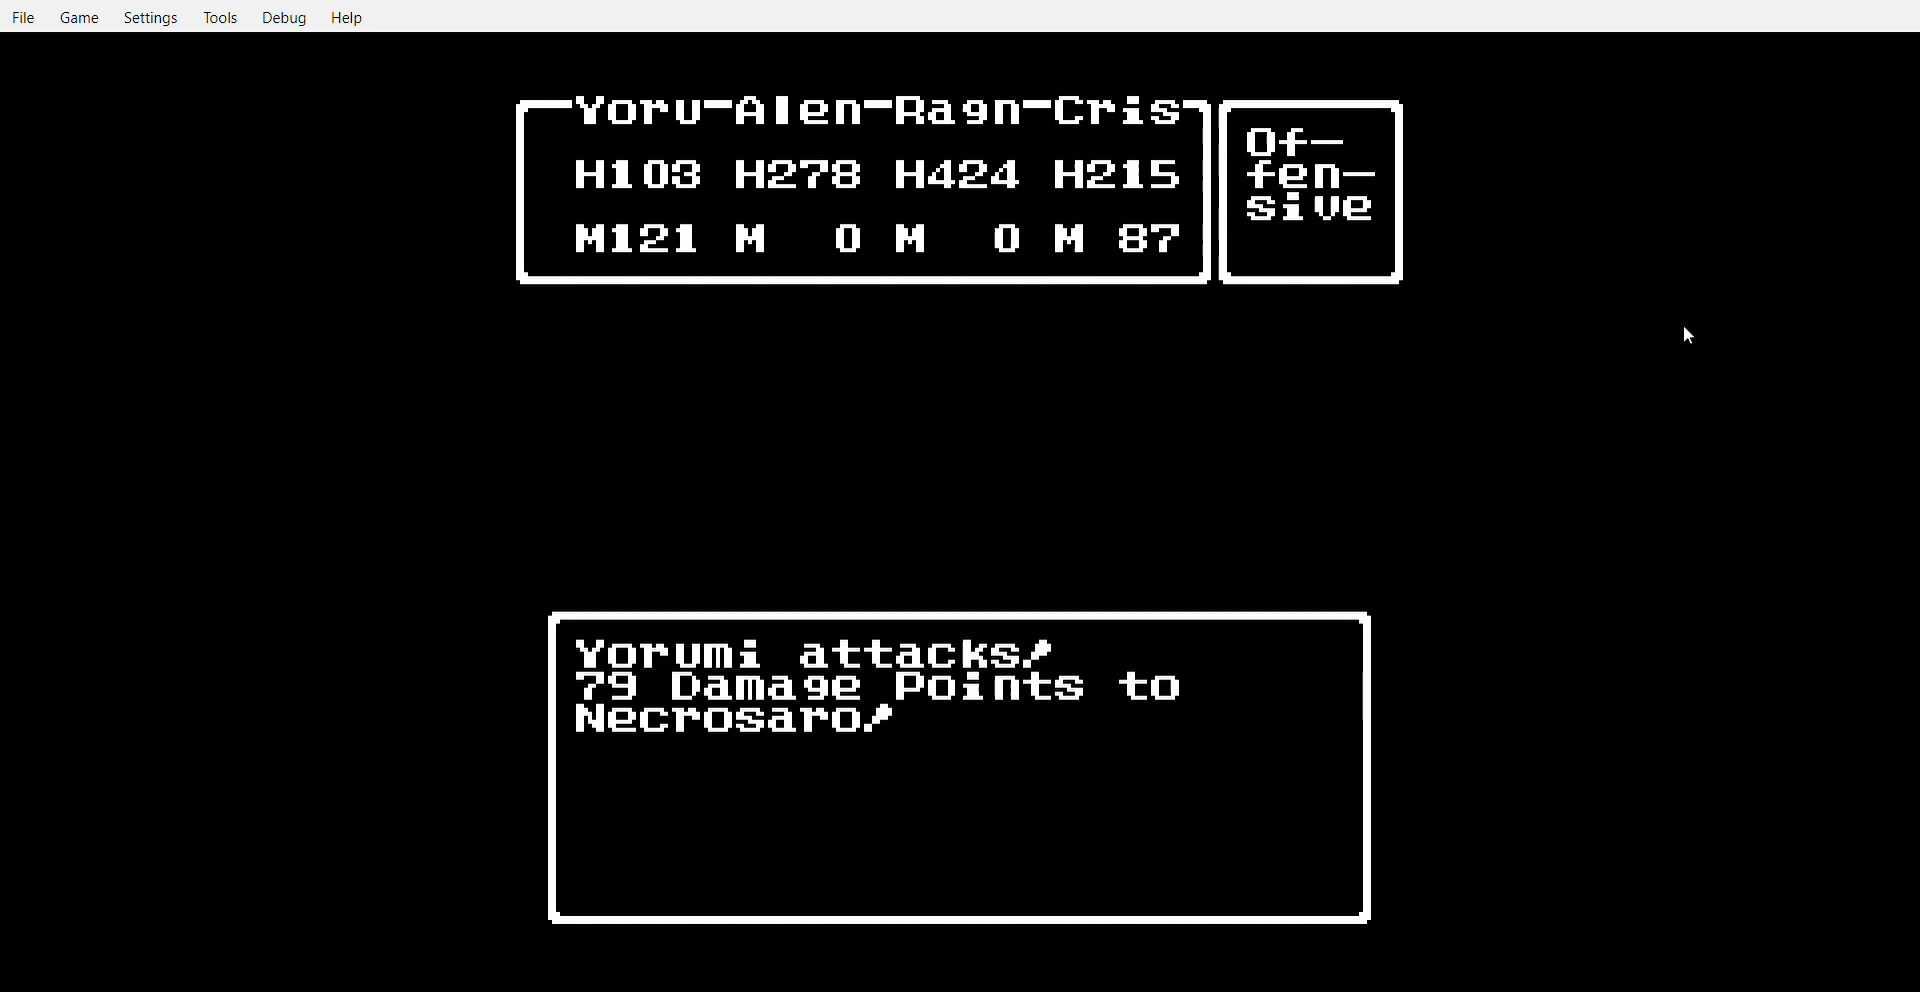 File Game Settings Tools Debug Help
Yoru Alen Ragn Cris
H103 H278 H424 H215
M121 M 0 M 0 M 87
Of-
fen-
sive
Yorumi attacks!
79 Damage Points to
Necrosaro!